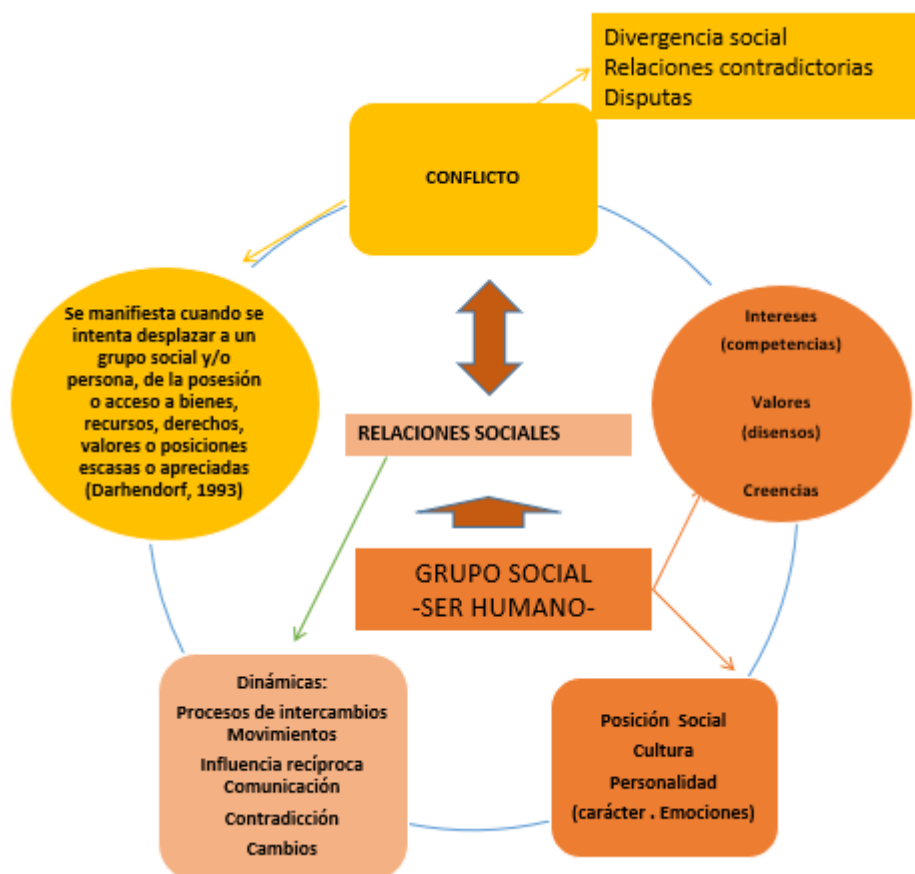 Divergencia social
Relaciones contradictorias
Disputas
CONFLICTO
Se manifiesta cuando se
intenta desplazar a un
grupo social y/o
persona, de la posesión
o acceso a bienes,
recursos, derechos,
valores o posiciones
escasas o apreciadas
(Darhendorf, 1993)
Intereses
(competencias)
Valores
(disensos)
Creencias
RELACIONES SOCIALES
GRUPO SOCIAL
-SER HUMANO-
Dinámicas:
Procesos de intercambios
Movimientos
Influencia recíproca
Comunicación
Contradicción
Cambios
Posición Social
Cultura
Personalidad
(carácter . Emociones)